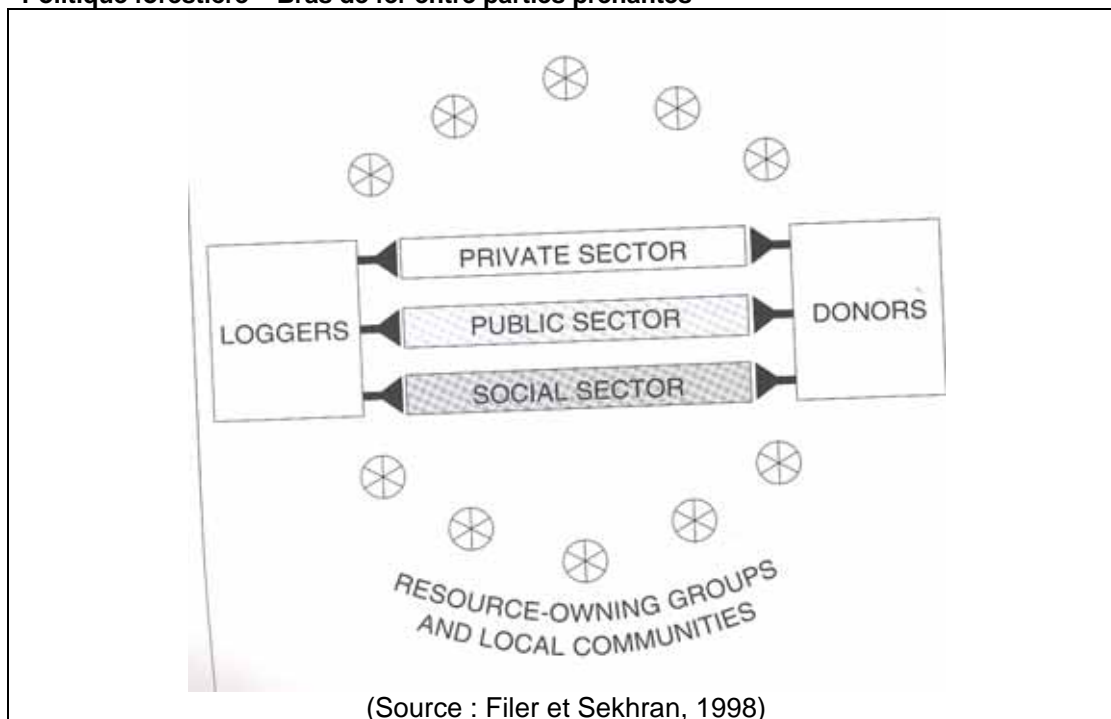 Politique forestière – Bras de fer entre parties prenantes
PRIVATE SECTOR
LOGGERS
PUBLIC SECTOR
DONORS
SOCIAL SECTOR
RESOURCE-OWNING GROUPS
AND LOCAL COMMUNITIES
(Source : Filer et Sekhran, 1998)